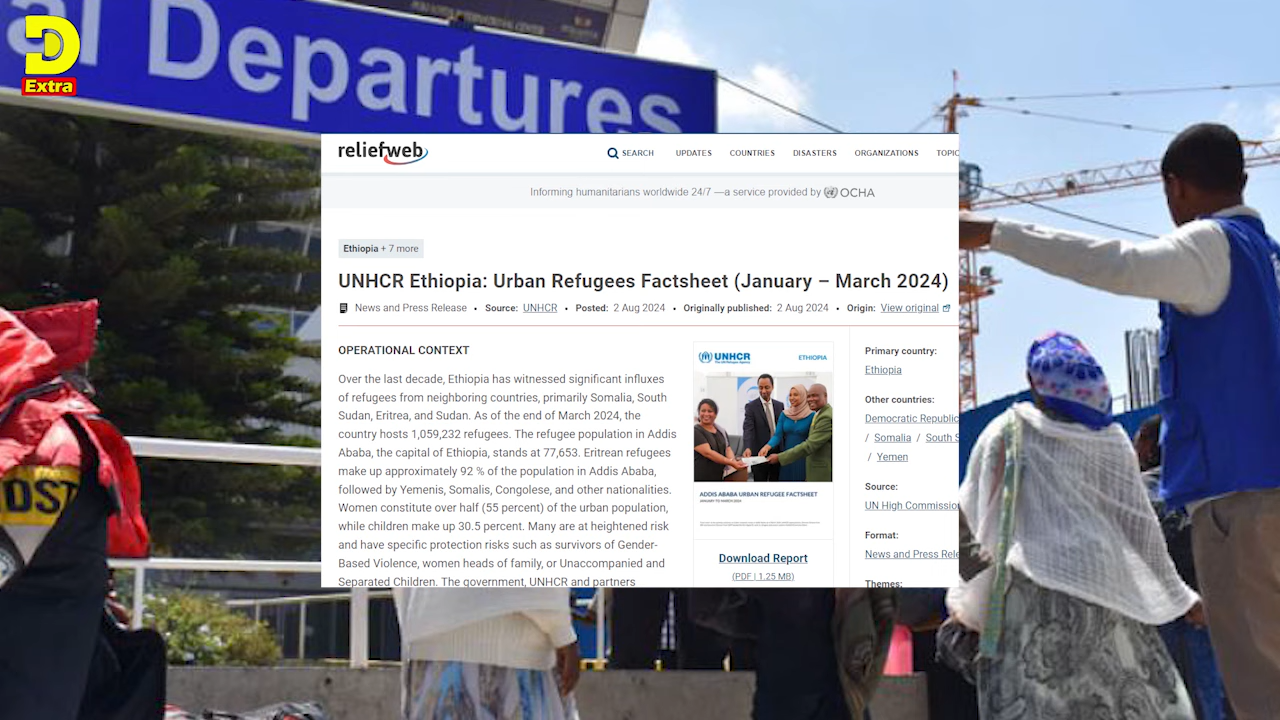 al Departures
D
Extra
reliefweb
SEARCH UPDATES COUNTRIES DISASTERS ORGANIZATIONS TOPIC
Informing humanitarians worldwide 24/7 —a service provided by OCHA
Ethiopia + 7 more
UNHCR Ethiopia: Urban Refugees Factsheet (January – March 2024)
News and Press Release • Source: UNHCR • Posted: 2 Aug 2024 • Originally published: 2 Aug 2024 • Origin: View original
OPERATIONAL CONTEXT
Over the last decade, Ethiopia has witnessed significant influxes
of refugees from neighboring countries, primarily Somalia, South
Sudan, Eritrea, and Sudan. As of the end of March 2024, the
country hosts 1,059,232 refugees. The refugee population in Addis
Ababa, the capital of Ethiopia, stands at 77,653. Eritrean refugees
make up approximately 92 % of the population in Addis Ababa,
followed by Yemenis, Somalis, Congolese, and other nationalities.
Women constitute over half (55 percent) of the urban population,
while children make up 30.5 percent. Many are at heightened risk
and have specific protection risks such as survivors of Gender-
Based Violence, women heads of family, or Unaccompanied and
Separated Children. The government, UNHCR and partners
UNHCR
ETHIOPIA
ADDIS ABABA URBAN REFUGEE FACTSHEET
JANUARY TO MARCH 2024
Download Report
(PDF | 1.25 MB)
Primary country:
Ethiopia
Other countries:
Democratic Republic
/ Somalia / South S
/ Yemen
Source:
UN High Commission
Format:
News and Press Rele
Themes: